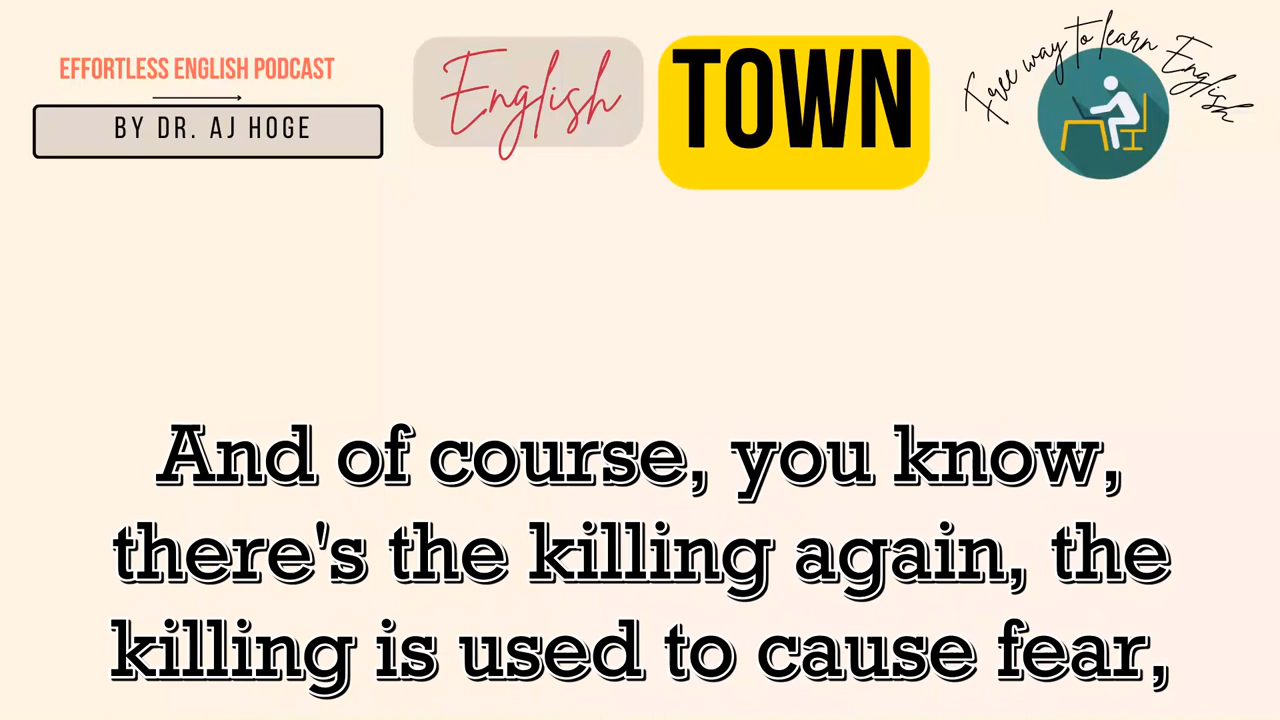 EFFORTLESS ENGLISH PODCAST
BY DR. AJ HOGE
English
TOWN
Free way to learn English
And of course, you know,
there's the killing again, the
killing is used to cause fear,